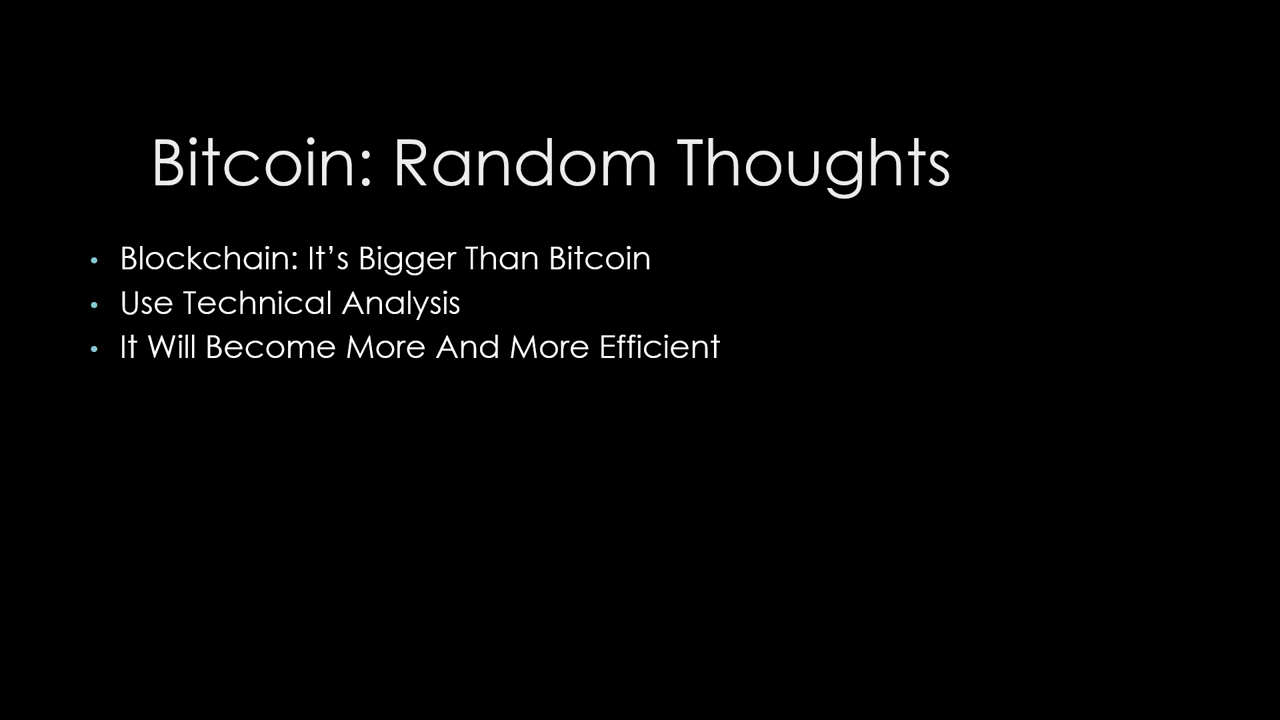 Bitcoin: Random Thoughts
• Blockchain: It’s Bigger Than Bitcoin
• Use Technical Analysis
• It Will Become More And More Efficient